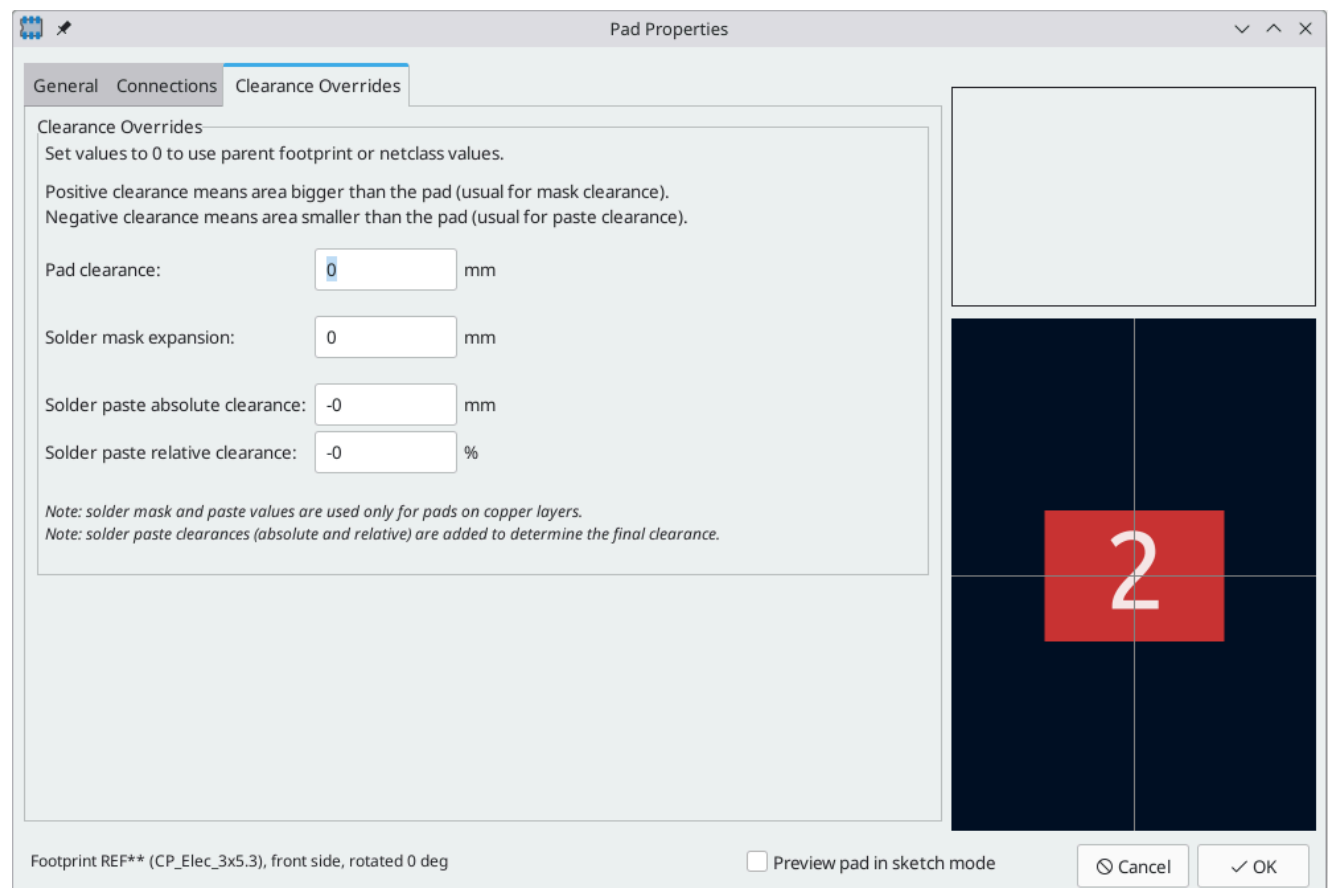 Pad Properties
General Connections Clearance Overrides
Clearance Overrides
Set values to 0 to use parent footprint or netclass values.
Positive clearance means area bigger than the pad (usual for mask clearance).
Negative clearance means area smaller than the pad (usual for paste clearance).
Pad clearance: 0 mm
Solder mask expansion: 0 mm
Solder paste absolute clearance: -0 mm
Solder paste relative clearance: -0 %
Note: solder mask and paste values are used only for pads on copper layers.
Note: solder paste clearances (absolute and relative) are added to determine the final clearance.
2
Footprint REF** (CP_Elec_3x5.3), front side, rotated 0 deg
Preview pad in sketch mode
Cancel
OK